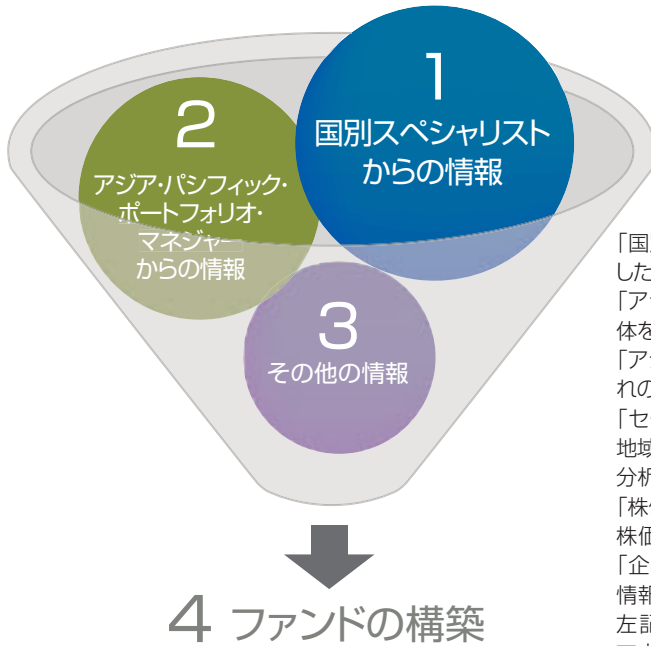 1
国別スペシャリスト
からの情報
2
アジア・パシフィック・
ポートフォリオ・
マネジャー
からの情報
3
その他の情報
4 ファンドの構築
「国
した
「ア
体を
「ア
れの
「セ
地域
分析
「株
株価
「企
情報
左記